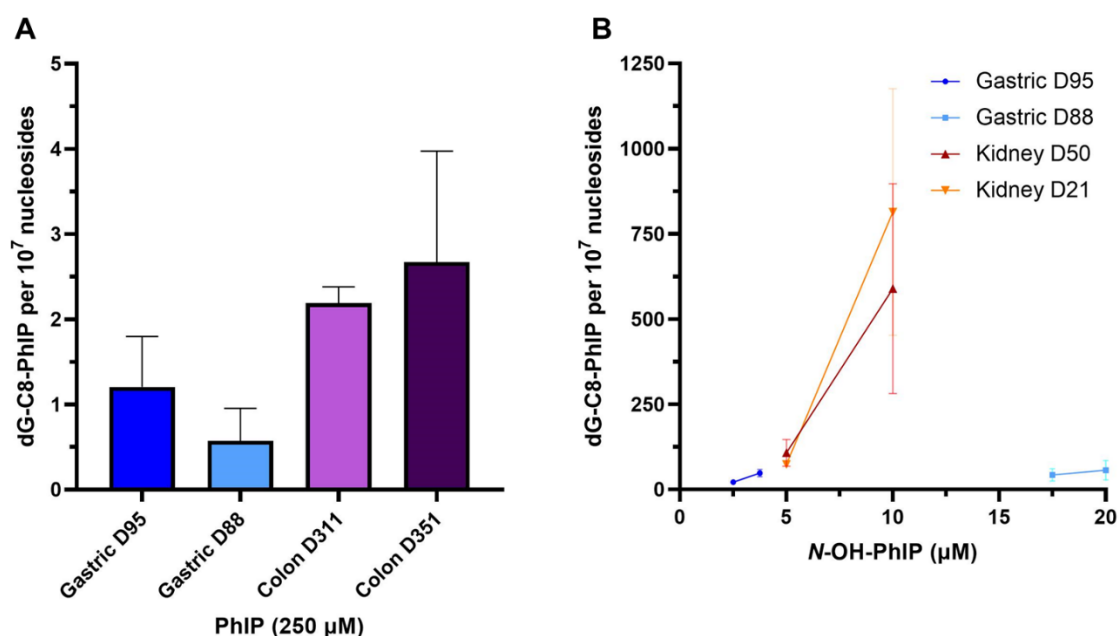 A
dG-C8-PhIP per 10⁷ nucleosides
5
4
3
2
1
0
Gastric D95
Gastric D88
Colon D311
Colon D351
PhIP (250 µM)
B
dG-C8-PhIP per 10⁷ nucleosides
1250
1000
750
500
250
0
0
5
10
15
20
N-OH-PhIP (µM)
Gastric D95
Gastric D88
Kidney D50
Kidney D21